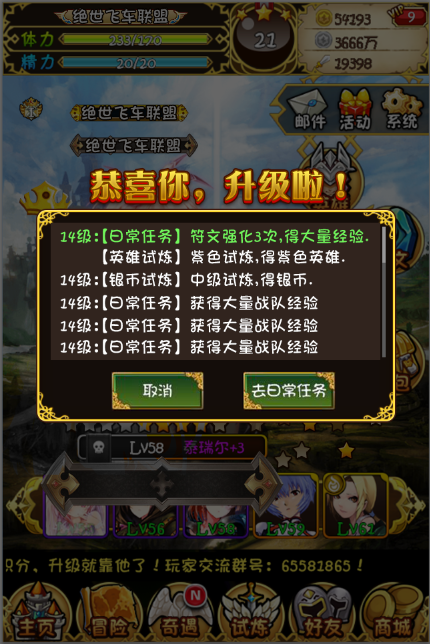 绝世飞车联盟
9
体力 233/190
21
54193
3666万
精力 20/20
19398
绝世飞车联盟
邮件 活动 系统
绝世飞车联盟
恭喜你,升级啦!
14级:【日常任务】符文强化3次,得大量经验.
【英雄试炼】紫色试炼,得紫色英雄.
14级:【银币试炼】中级试炼,得银币.
14级:【日常任务】获得大量战队经验
14级:【日常任务】获得大量战队经验
14级:【日常任务】获得大量战队经验
取消 去日常任务
LV58 泰瑞尔+3
LV56
只分、升级就靠他了!玩家交流群号:65581865!
N
主页 冒险 奇遇 试炼 好友 商城